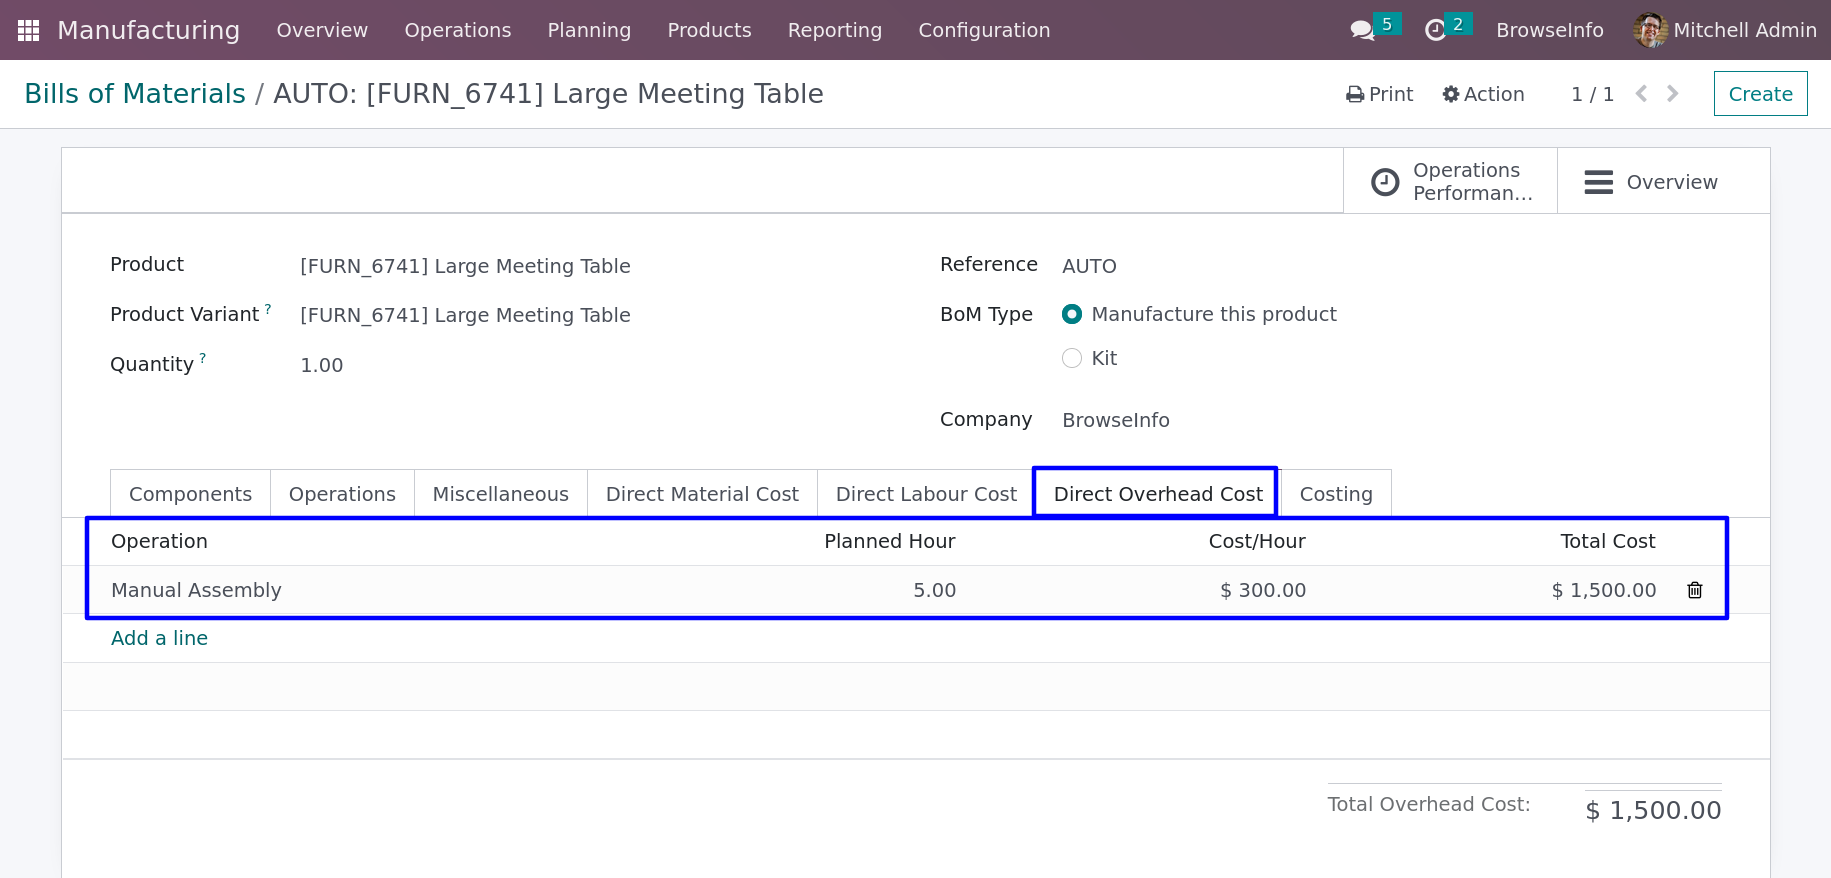 Manufacturing Overview Operations Planning Products Reporting Configuration 5 2 BrowseInfo Mitchell Admin
Bills of Materials / AUTO: [FURN_6741] Large Meeting Table Print Action 1 / 1 Create
Operations
Performan...
Overview
Product [FURN_6741] Large Meeting Table
Product Variant ? [FURN_6741] Large Meeting Table
Quantity ? 1.00
Reference AUTO
BoM Type Manufacture this product
Kit
Company BrowseInfo
Components Operations Miscellaneous Direct Material Cost Direct Labour Cost Direct Overhead Cost Costing
Operation Planned Hour Cost/Hour Total Cost
Manual Assembly 5.00 $ 300.00 $ 1,500.00
Add a line
Total Overhead Cost: $ 1,500.00